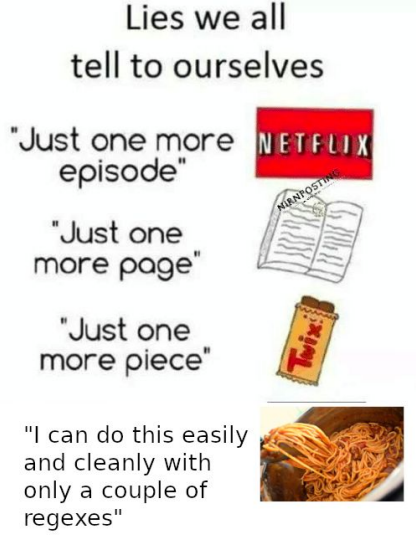 Lies we all
tell to ourselves
"Just one more
episode"
NETFLIX
NIRNPOSTING
"Just one
more page"
"Just one
more piece"
Twix
"I can do this easily
and cleanly with
only a couple of
regexes"